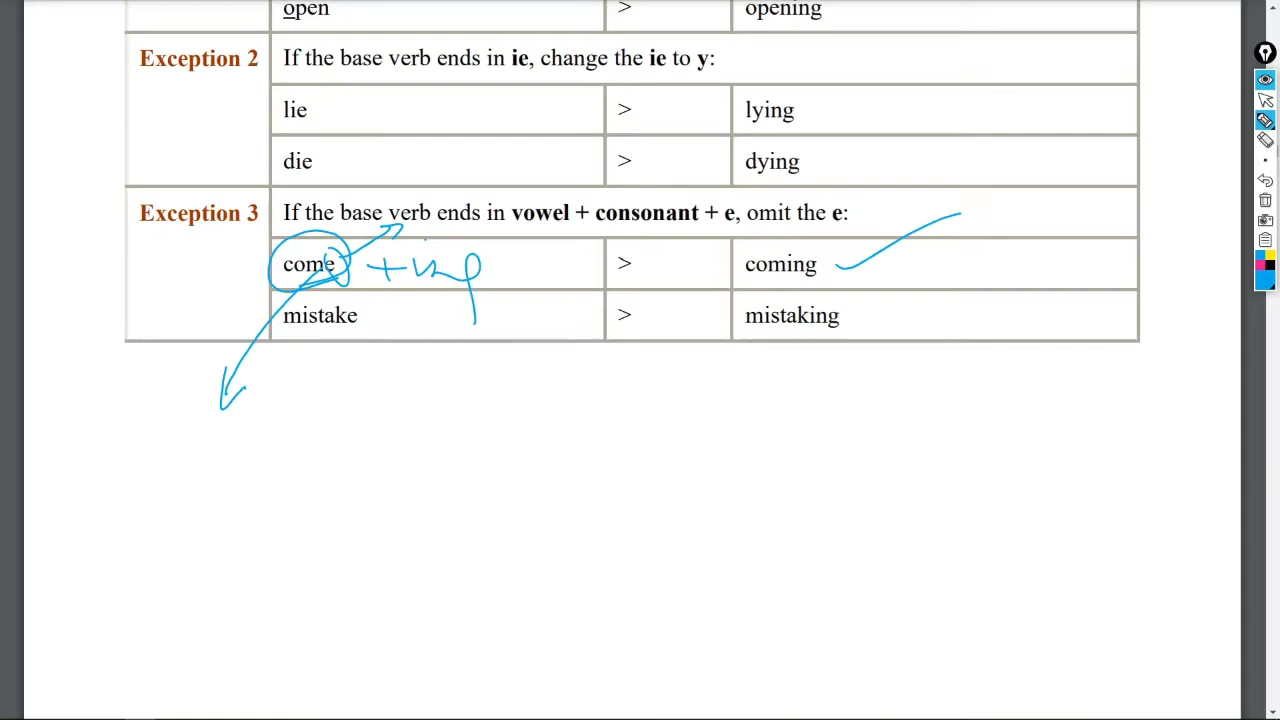 open > opening
Exception 2 If the base verb ends in ie, change the ie to y:
lie > lying
die > dying
Exception 3 If the base verb ends in vowel + consonant + e, omit the e:
come +ing > coming
mistake > mistaking